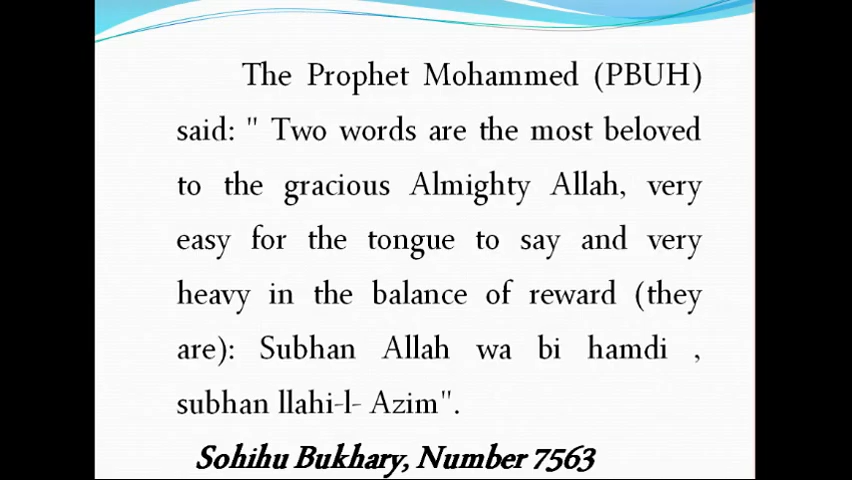 The Prophet Mohammed (PBUH)
said: " Two words are the most beloved
to the gracious Almighty Allah, very
easy for the tongue to say and very
heavy in the balance of reward (they
are): Subhan Allah wa bi hamdi ,
subhan llahi-l- Azim".
Sohihu Bukhary, Number 7563